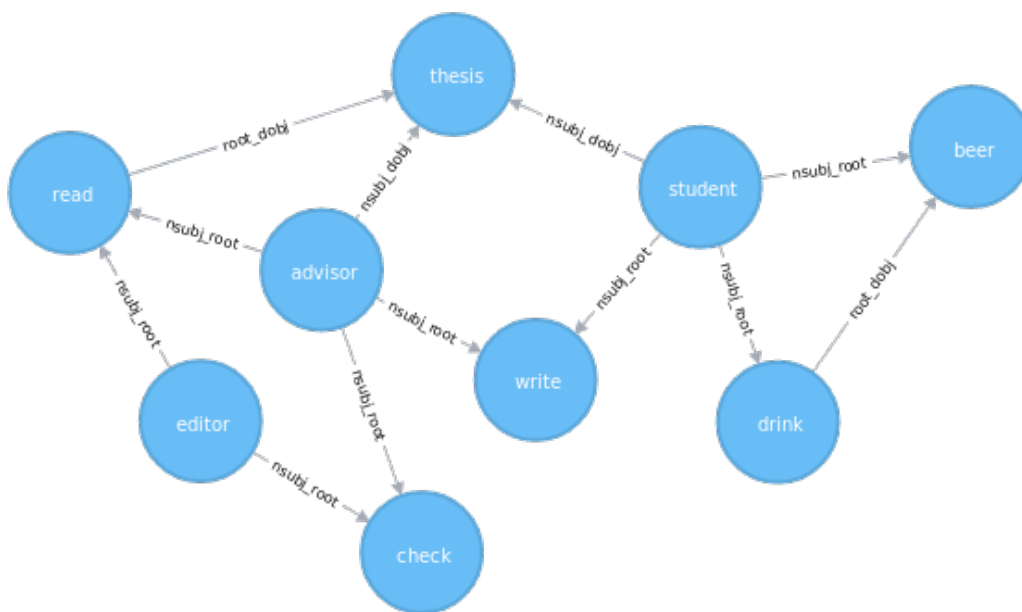 thesis
root_dobj
nsubj_dobj
beer
nsubj_dobj
nsubj_root
student
read
nsubj_root
advisor
nsubj_root
nsubj_root
nsubj_root
nsubj_root
root_dobj
write
nsubj_root
editor
drink
nsubj_root
check